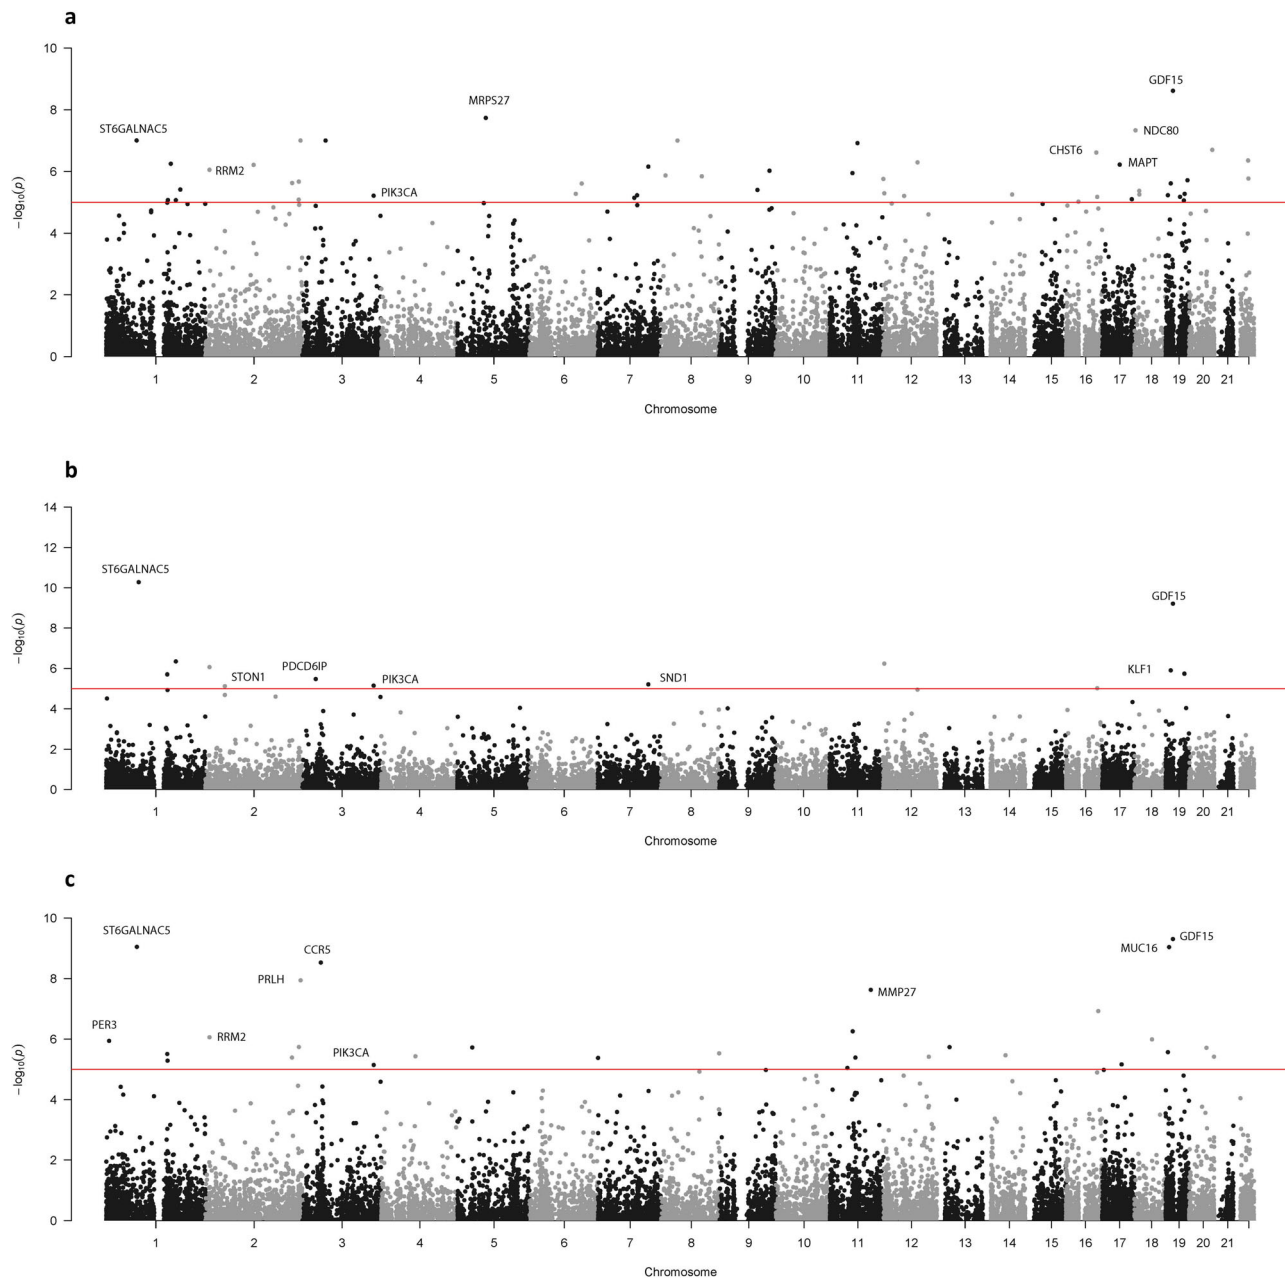 a
10
GDF15
MRPS27
8
ST6GALNAC5
NDC80
CHST6
MAPT
RRM2
6
PIK3CA
−log10(p)
4
2
0
1 2 3 4 5 6 7 8 9 10 11 12 13 14 15 16 17 18 19 20 21
Chromosome
b
14
12
ST6GALNAC5
10
GDF15
8
−log10(p)
PDCD6IP
KLF1
6
STON1
PIK3CA
SND1
4
2
0
1 2 3 4 5 6 7 8 9 10 11 12 13 14 15 16 17 18 19 20 21
Chromosome
c
10
ST6GALNAC5
GDF15
CCR5
MUC16
PRLH
8
MMP27
PER3
RRM2
6
PIK3CA
−log10(p)
4
2
0
1 2 3 4 5 6 7 8 9 10 11 12 13 14 15 16 17 18 19 20 21
Chromosome